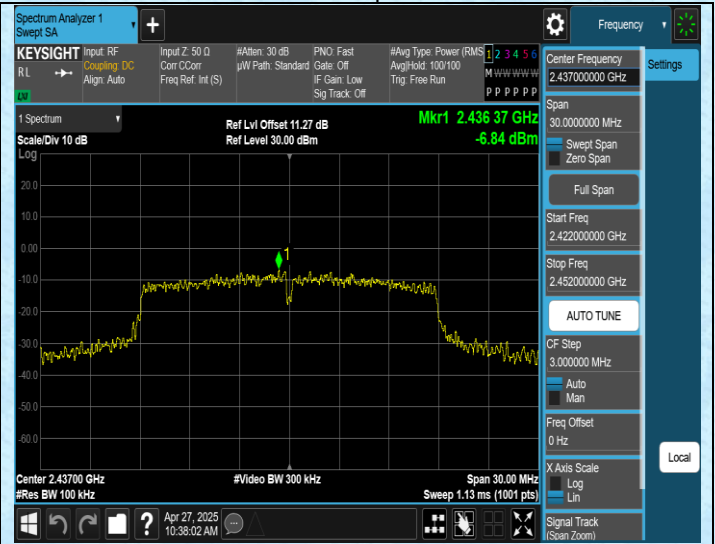 Spectrum Analyzer 1
Swept SA
+
Frequency
KEYSIGHT
RL
LXI
Input: RF
Coupling: DC
Align: Auto
Input Z: 50 Ω
Corr CCorr
Freq Ref: Int (S)
#Atten: 30 dB
µW Path: Standard
PNO: Fast
Gate: Off
IF Gain: Low
Sig Track: Off
#Avg Type: Power (RMS
Avg|Hold: 100/100
Trig: Free Run
1 2 3 4 5 6
M W W W W W
P P P P P P
Center Frequency
2.437000000 GHz
Settings
Span
30.0000000 MHz
Swept Span
Zero Span
Full Span
Start Freq
2.422000000 GHz
Stop Freq
2.452000000 GHz
AUTO TUNE
CF Step
3.000000 MHz
Auto
Man
Freq Offset
0 Hz
X Axis Scale
Log
Lin
Signal Track
(Span Zoom)
Local
1 Spectrum
Scale/Div 10 dB
Log
Ref Lvl Offset 11.27 dB
Ref Level 30.00 dBm
Mkr1 2.436 37 GHz
-6.84 dBm
20.0
10.0
0.00
-10.0
-20.0
-30.0
-40.0
-50.0
-60.0
1
Center 2.43700 GHz
#Res BW 100 kHz
#Video BW 300 kHz
Span 30.00 MHz
Sweep 1.13 ms (1001 pts)
?
Apr 27, 2025
10:38:02 AM